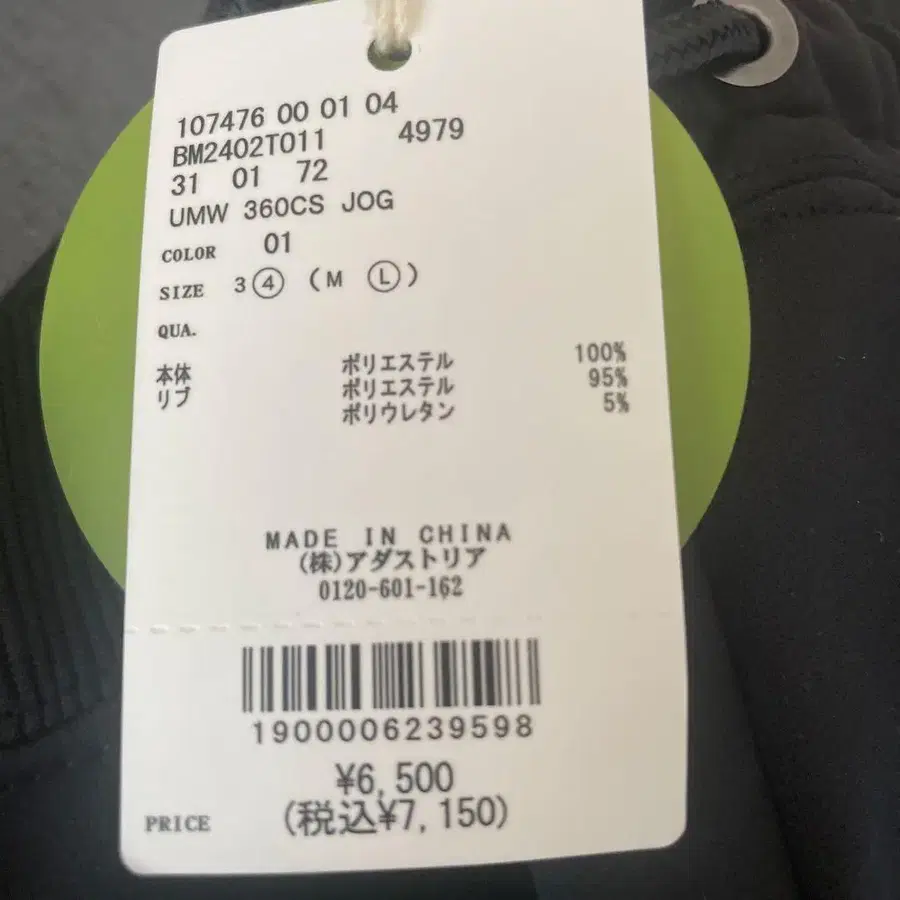 107476 00 01 04
BM2402T011 4979
31 01 72
UMW 360CS JOG
COLOR 01
SIZE 3④ (M Ⓛ)
QUA.
本体 ポリエステル 100%
リブ ポリエステル 95%
ポリウレタン 5%
MADE IN CHINA
(株)アダストリア
0120-601-162
1900006239598
¥6,500
PRICE (税込¥7,150)